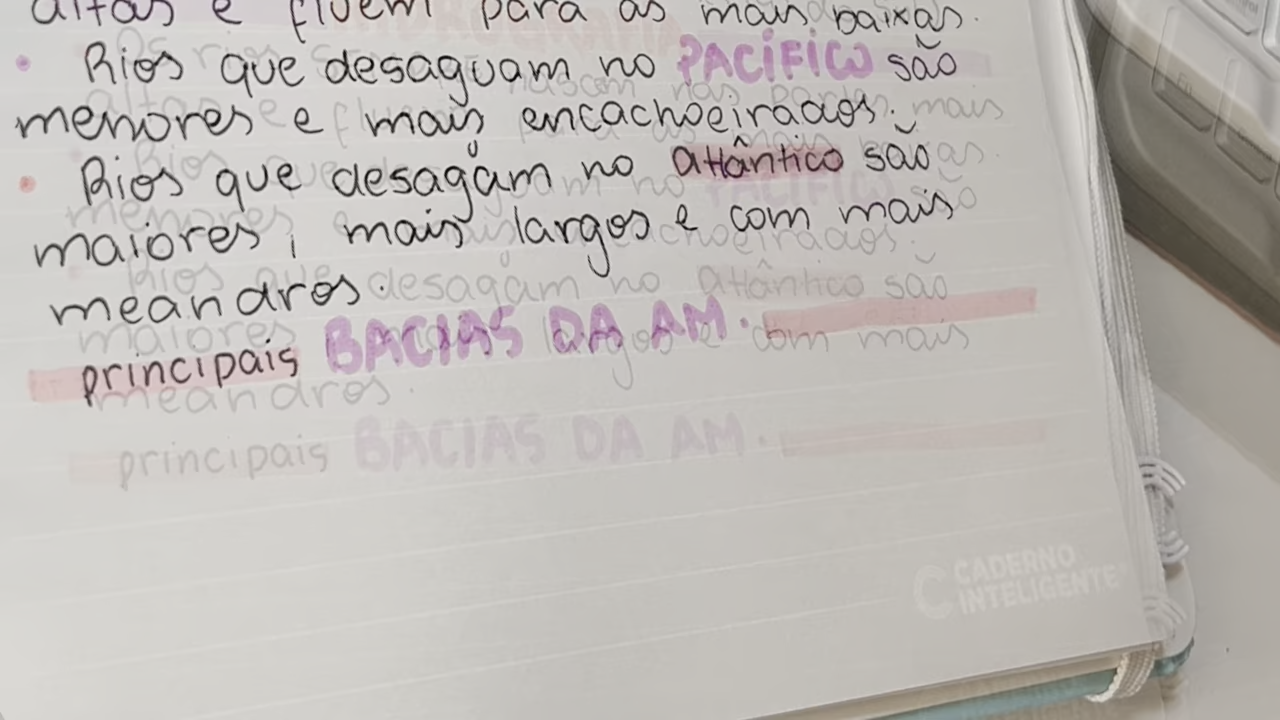 altas e fluem para as mais baixas.
• Rios que desaguam no PACÍFICO são
menores e mais encachoeirados.
• Rios que desagám no atlântico são
maiores, mais largos e com mais
meandros.
principais BACIAS DA AM.
CADERNO
INTELIGENTE